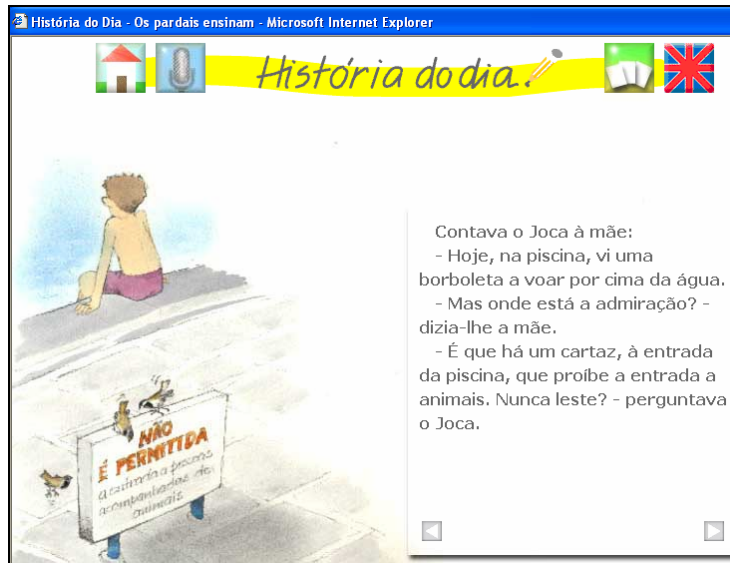 História do Dia - Os pardais ensinam - Microsoft Internet Explorer
História do dia.
Contava o Joca à mãe:
- Hoje, na piscina, vi uma
borboleta a voar por cima da água.
- Mas onde está a admiração? -
dizia-lhe a mãe.
- É que há um cartaz, à entrada
da piscina, que proíbe a entrada a
animais. Nunca leste? - perguntava
o Joca.
NÃO
É PERMITIDA
a entrada a pessoas
acompanhadas de
animais